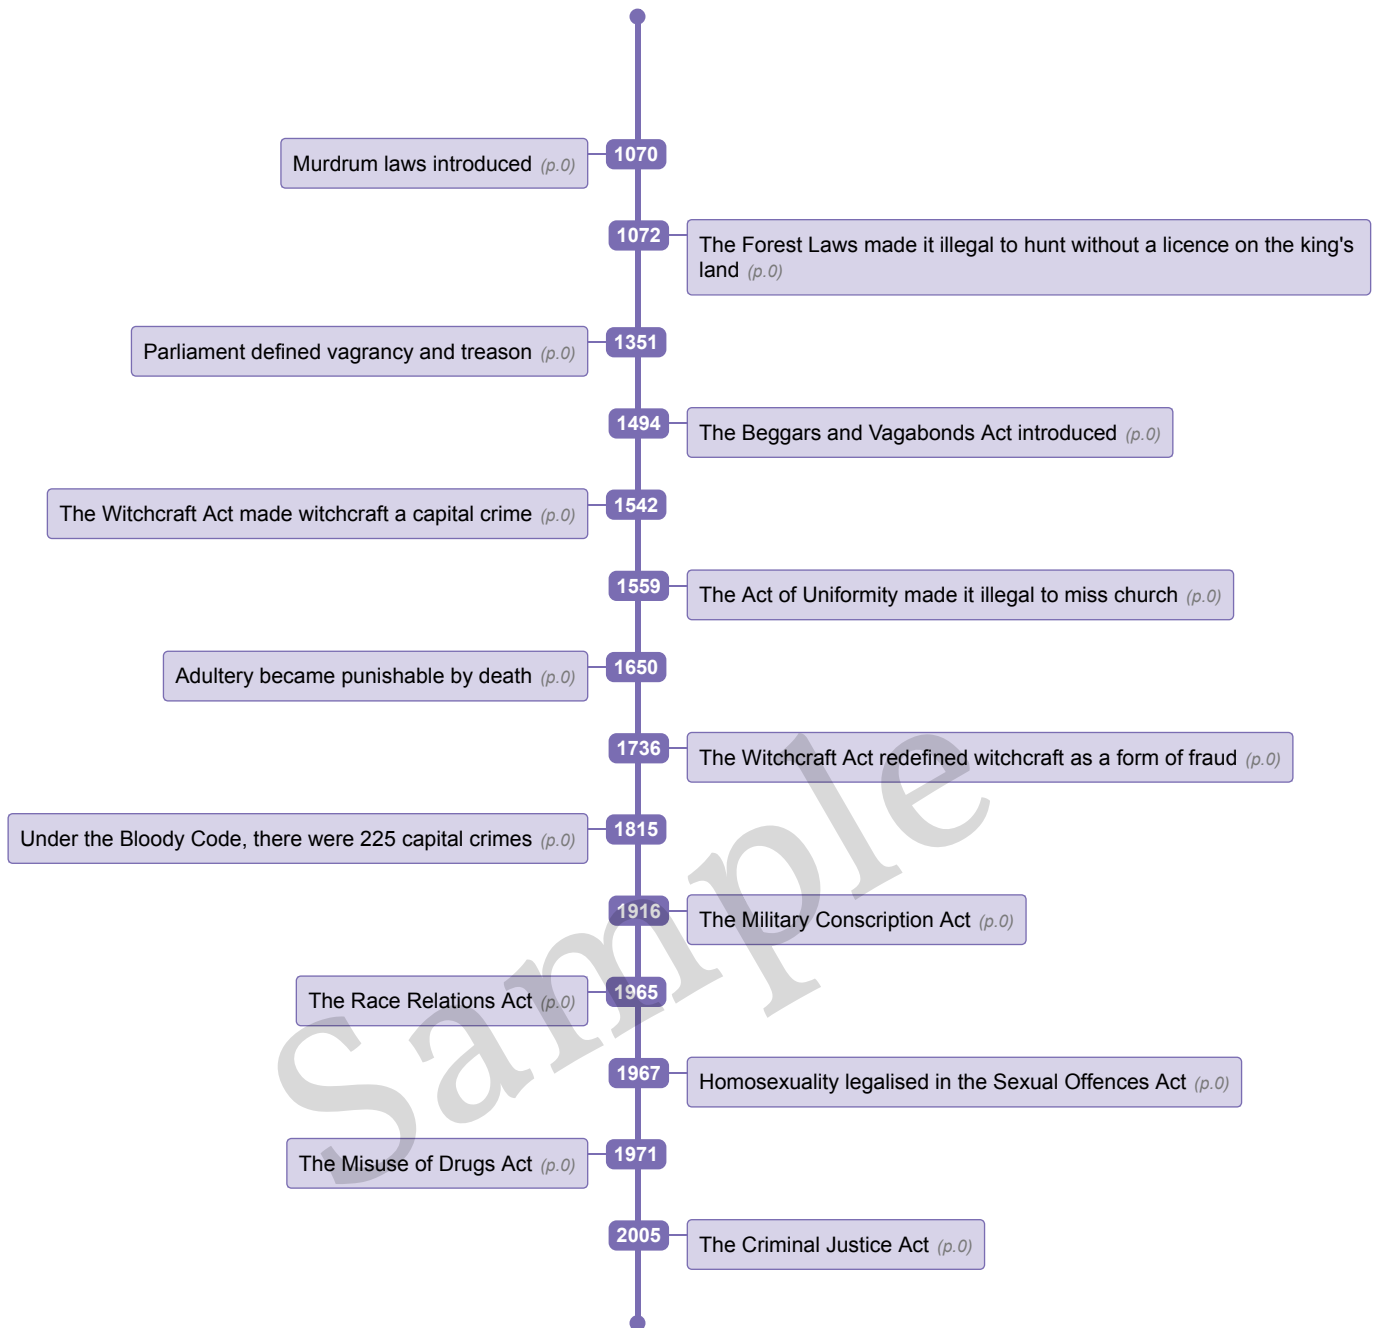 Murdrum laws introduced (p.0)
1070
1072
The Forest Laws made it illegal to hunt without a licence on the king's
land (p.0)
Parliament defined vagrancy and treason (p.0)
1351
1494
The Beggars and Vagabonds Act introduced (p.0)
The Witchcraft Act made witchcraft a capital crime (p.0)
1542
1559
The Act of Uniformity made it illegal to miss church (p.0)
Adultery became punishable by death (p.0)
1650
1736
The Witchcraft Act redefined witchcraft as a form of fraud (p.0)
Under the Bloody Code, there were 225 capital crimes (p.0)
1815
1916
The Military Conscription Act (p.0)
The Race Relations Act (p.0)
1965
1967
Homosexuality legalised in the Sexual Offences Act (p.0)
The Misuse of Drugs Act (p.0)
1971
2005
The Criminal Justice Act (p.0)
Sample